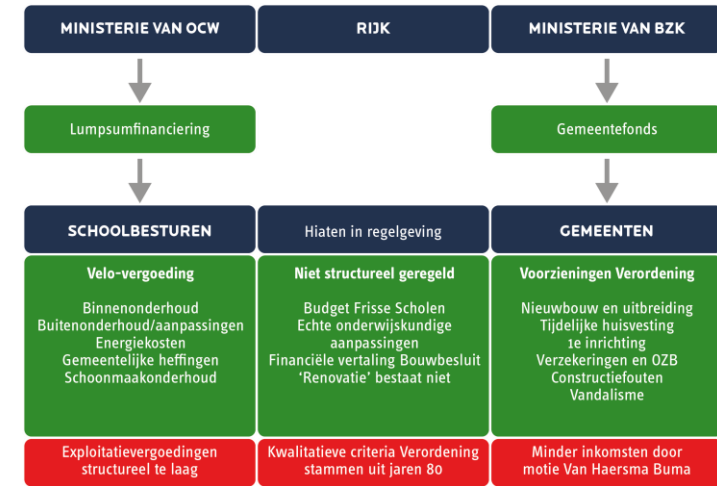 MINISTERIE VAN OCW
RIJK
MINISTERIE VAN BZK
Lumpsumfinanciering
Gemeentefonds
SCHOOLBESTUREN
Hiaten in regelgeving
GEMEENTEN
Velo-vergoeding
Binnenonderhoud
Buitenonderhoud/aanpassingen
Energiekosten
Gemeentelijke heffingen
Schoonmaakonderhoud
Niet structureel geregeld
Budget Frisse Scholen
Echte onderwijskundige
aanpassingen
Financiële vertaling Bouwbesluit
‘Renovatie’ bestaat niet
Voorzieningen Verordening
Nieuwbouw en uitbreiding
Tijdelijke huisvesting
1e inrichting
Verzekeringen en OZB
Constructiefouten
Vandalisme
Exploitatievergoedingen
structureel te laag
Kwalitatieve criteria Verordening
stammen uit jaren 80
Minder inkomsten door
motie Van Haersma Buma